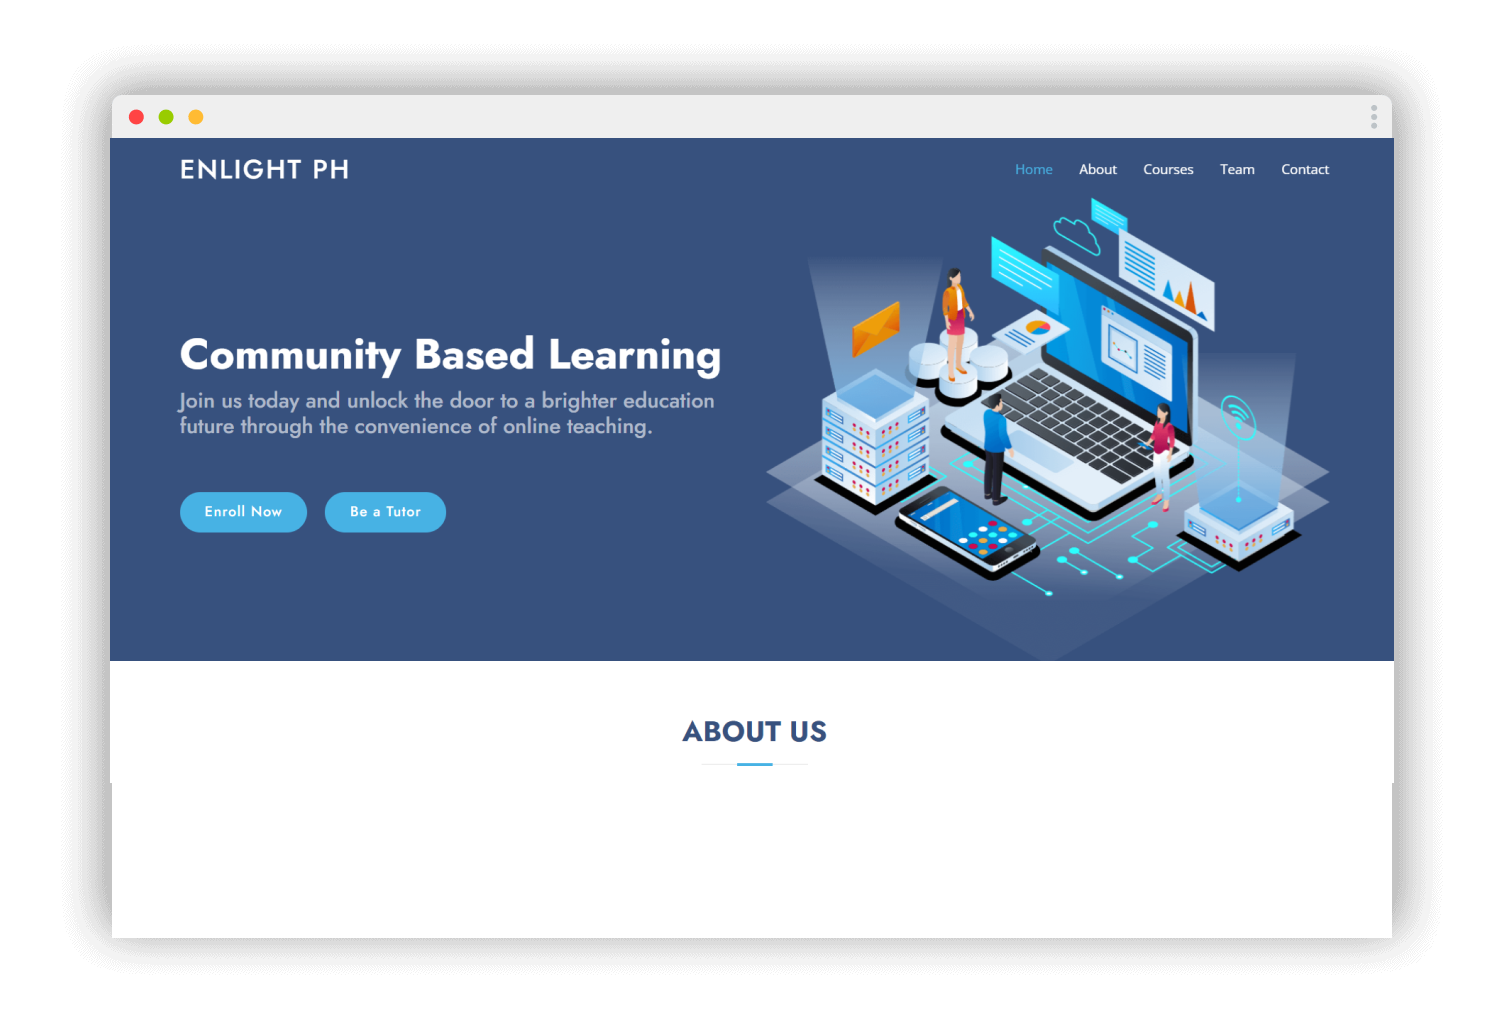 ENLIGHT PH
Home About Courses Team Contact
Community Based Learning
Join us today and unlock the door to a brighter education
future through the convenience of online teaching.
Enroll Now
Be a Tutor
ABOUT US